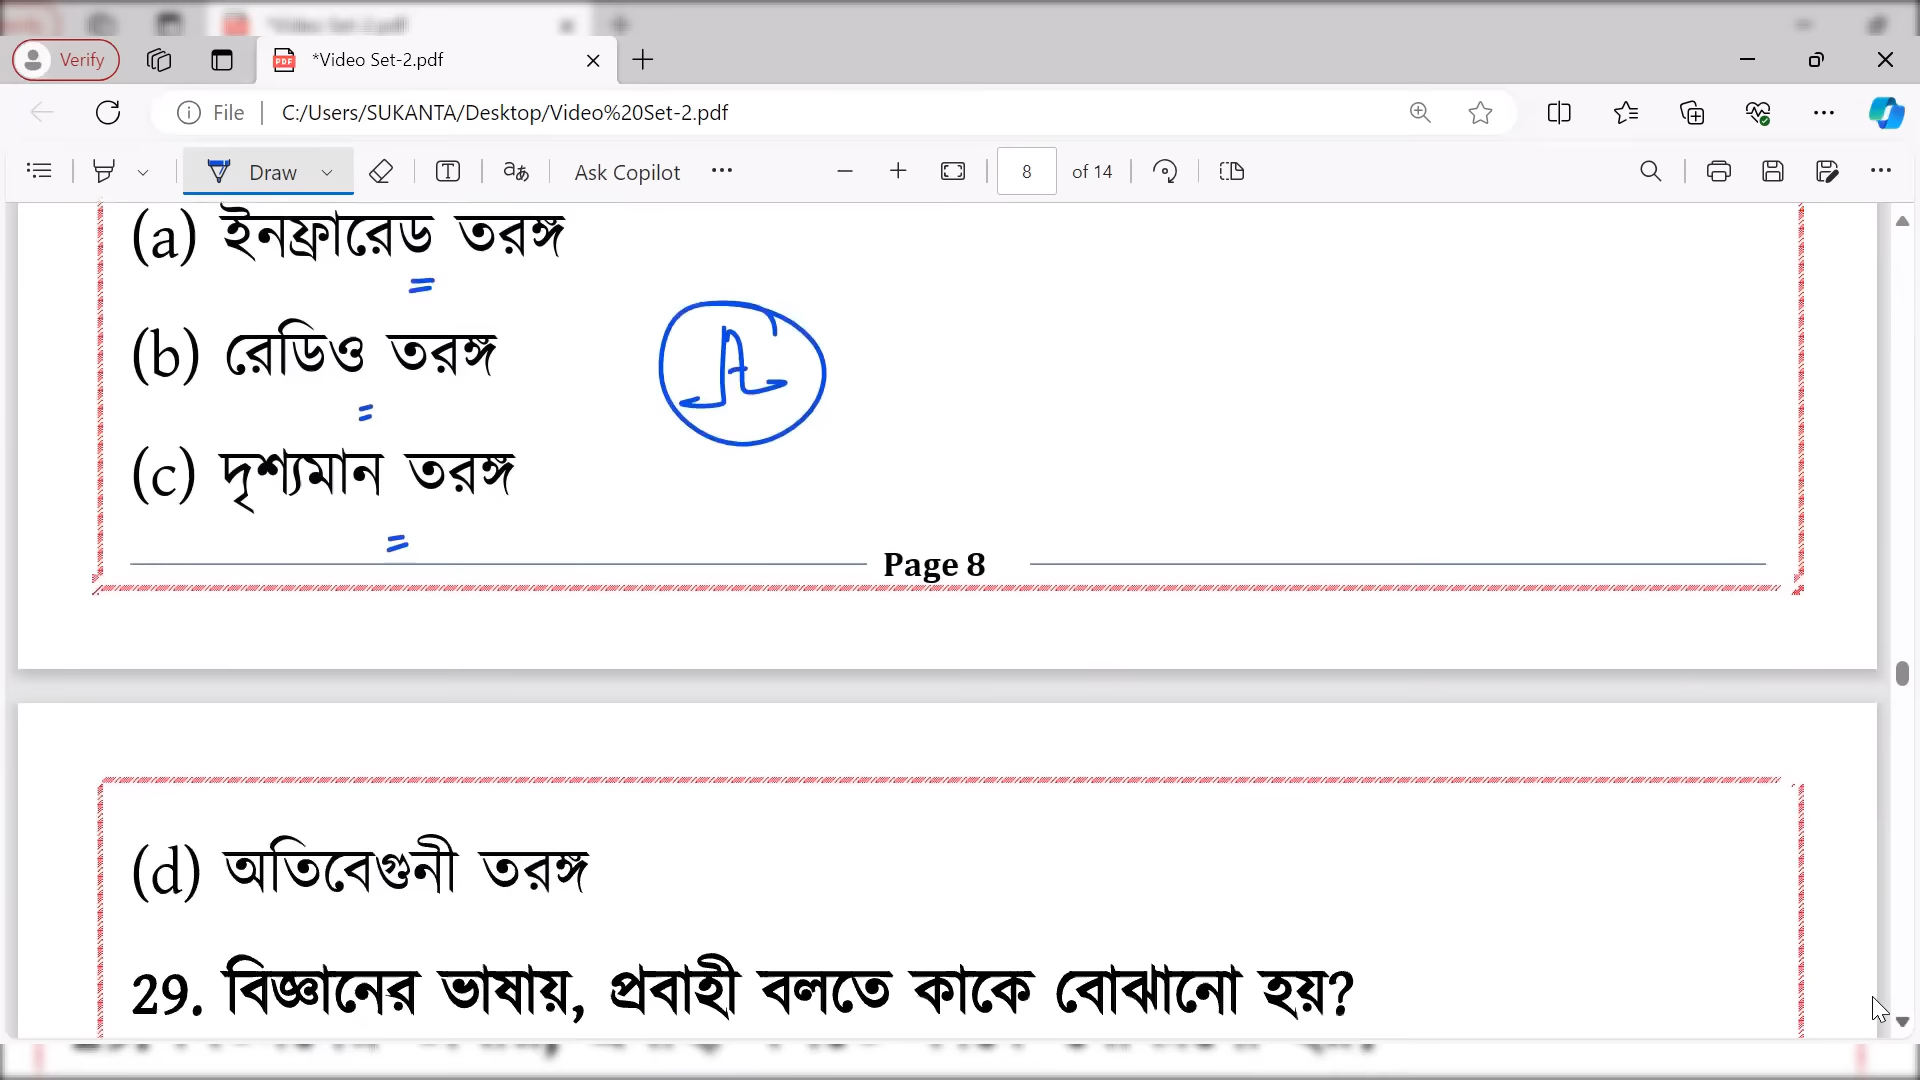 Verify
*Video Set-2.pdf
File
C:/Users/SUKANTA/Desktop/Video%20Set-2.pdf
Draw
Ask Copilot
8 of 14
(a) ইনফ্রারেড তরঙ্গ
(b) রেডিও তরঙ্গ
(c) দৃশ্যমান তরঙ্গ
Page 8
(d) অতিবেগুনী তরঙ্গ
29. বিজ্ঞানের ভাষায়, প্রবাহী বলতে কাকে বোঝানো হয়?